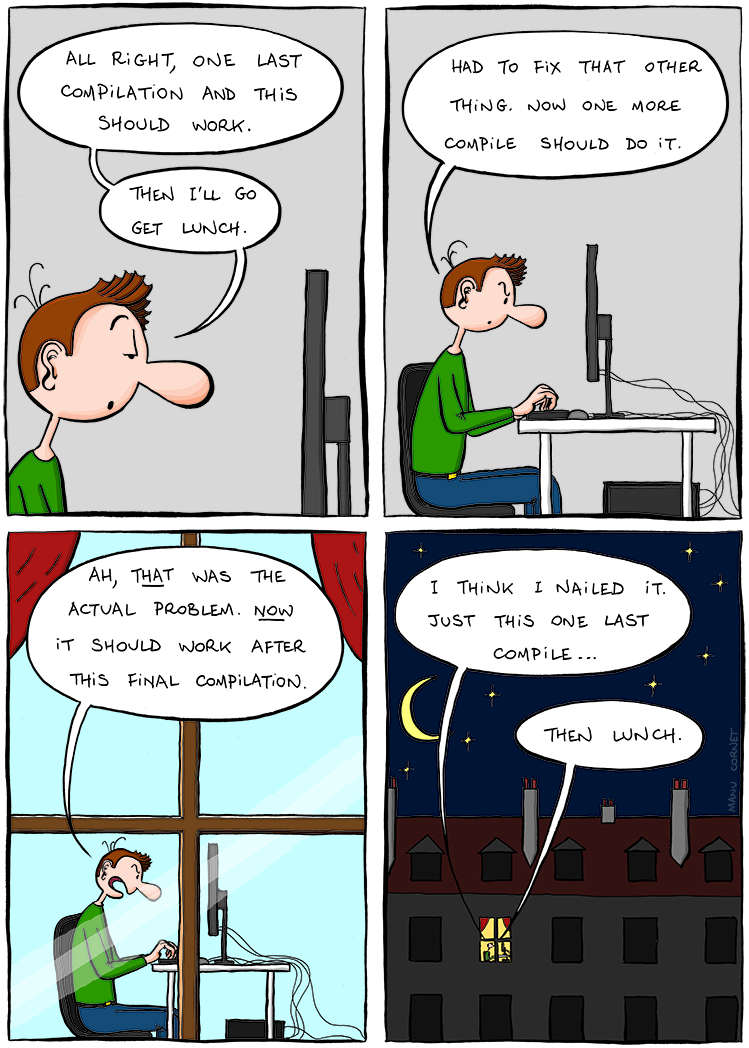 ALL RIGHT, ONE LAST
COMPILATION AND THIS
SHOULD WORK.
THEN I'LL GO
GET LUNCH.
HAD TO FIX THAT OTHER
THING. NOW ONE MORE
COMPILE SHOULD DO IT.
AH, THAT WAS THE
ACTUAL PROBLEM. NOW
IT SHOULD WORK AFTER
THIS FINAL COMPILATION.
I THINK I NAILED IT.
JUST THIS ONE LAST
COMPILE...
THEN LUNCH.
MANU CORNET